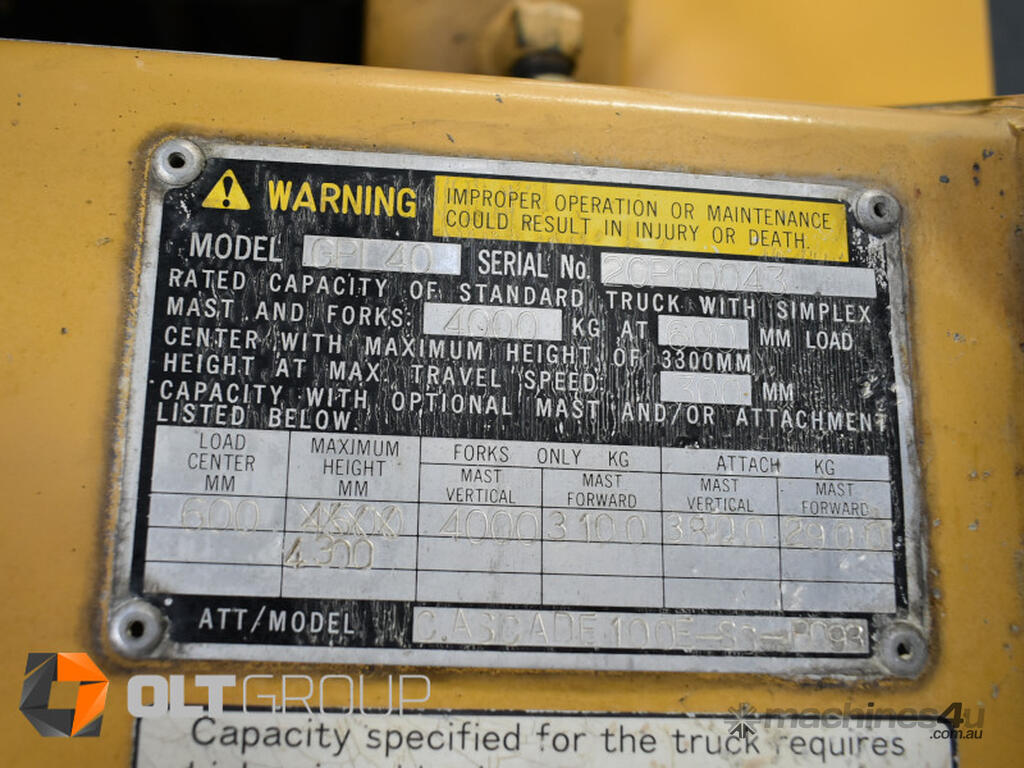 WARNING
IMPROPER OPERATION OR MAINTENANCE
COULD RESULT IN INJURY OR DEATH.
MODEL GPL40 SERIAL No.
RATED CAPACITY OF STANDARD TRUCK WITH SIMPLEX
MAST AND FORKS: 4000 KG AT 600 MM LOAD
CENTER WITH MAXIMUM HEIGHT OF 3300MM
HEIGHT AT MAX. TRAVEL SPEED: 300 MM
CAPACITY WITH OPTIONAL MAST AND/OR ATTACHMENT
LISTED BELOW.
LOAD CENTER MM
MAXIMUM HEIGHT MM
FORKS ONLY KG
ATTACH KG
MAST VERTICAL
MAST FORWARD
MAST VERTICAL
MAST FORWARD
600 4000 3100 3820 2900
4300
ATT/MODEL CASCADE
OLTGROUP
machines4u
.com.au
Capacity specified for the truck requires